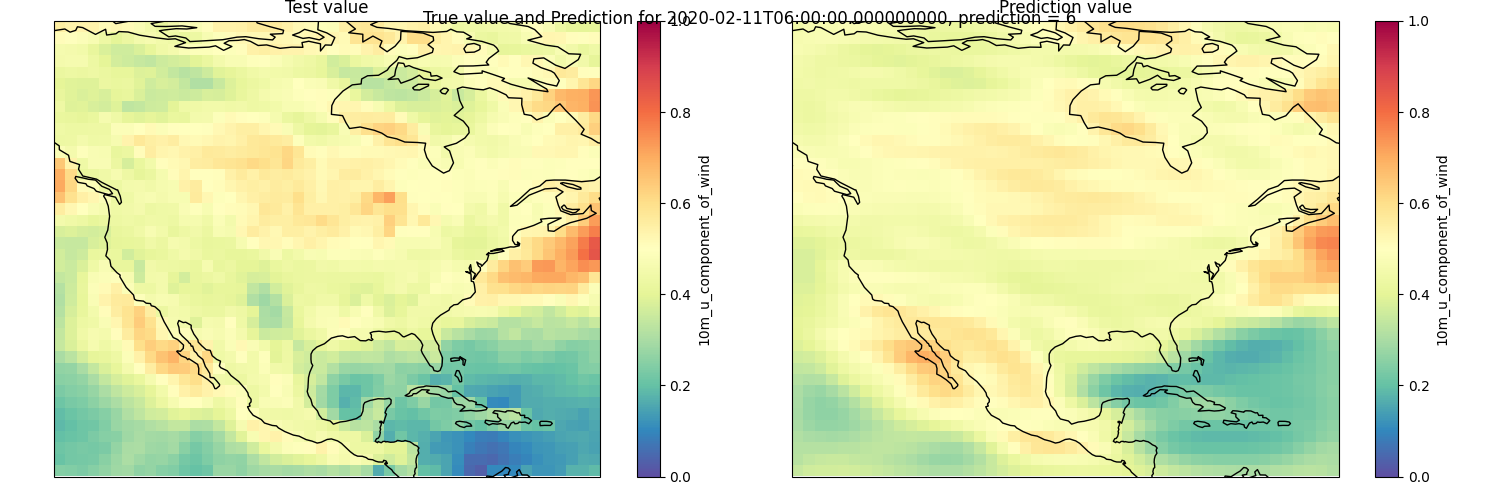 Test value
True value and Prediction for 2020-02-11T06:00:00.000000000, prediction = 6
Prediction value
1.0
0.8
0.6
0.4
0.2
0.0
10m_u_component_of_wind
1.0
0.8
0.6
0.4
0.2
0.0
10m_u_component_of_wind